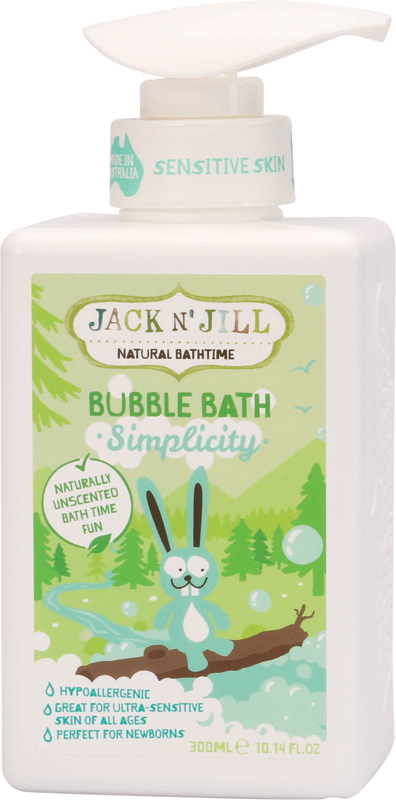 MADE IN
AUSTRALIA
SENSITIVE SKIN
JACK N' JILL
NATURAL BATHTIME
BUBBLE BATH
·Simplicity·
NATURALLY
UNSCENTED
BATH TIME
FUN
HYPOALLERGENIC
GREAT FOR ULTRA-SENSITIVE
SKIN OF ALL AGES
PERFECT FOR NEWBORNS
300ML e 10.14 FL.OZ